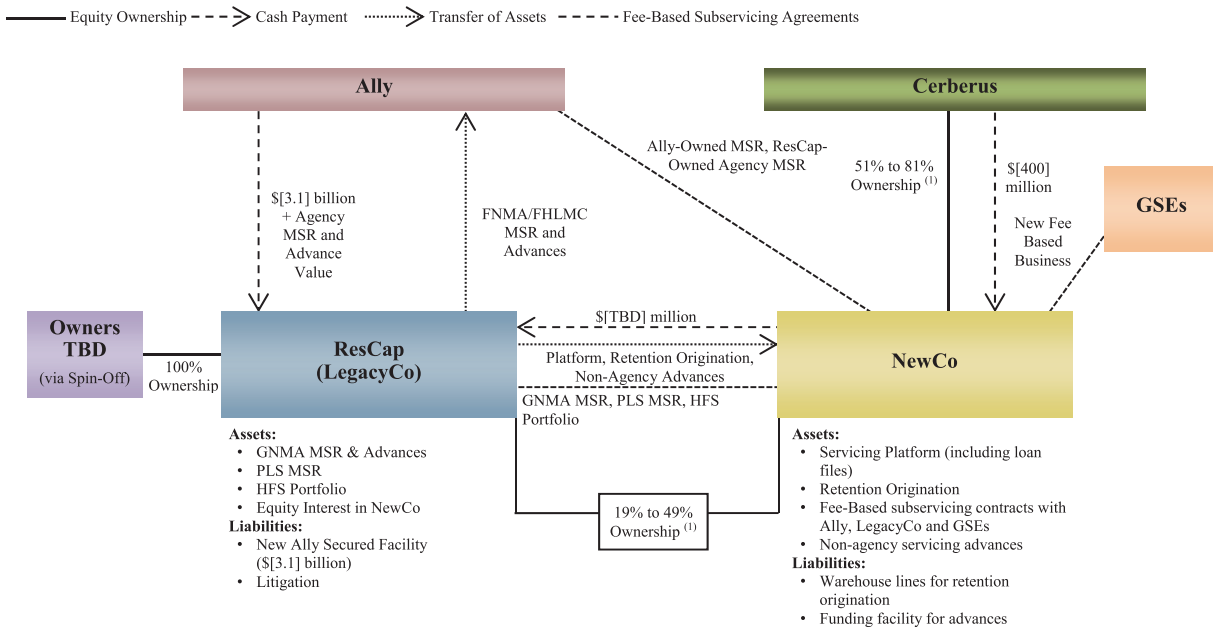 Equity Ownership
Cash Payment
Transfer of Assets
Fee-Based Subservicing Agreements
Ally
Cerberus
Ally-Owned MSR, ResCap-
Owned Agency MSR
51% to 81%
Ownership (1)
$[400]
million
GSEs
$[3.1] billion
+ Agency
MSR and
Advance
Value
FNMA/FHLMC
MSR and
Advances
New Fee
Based
Business
Owners
TBD
(via Spin-Off)
100%
Ownership
ResCap
(LegacyCo)
$[TBD] million
Platform, Retention Origination,
Non-Agency Advances
GNMA MSR, PLS MSR, HFS
Portfolio
NewCo
Assets:
• GNMA MSR & Advances
• PLS MSR
• HFS Portfolio
• Equity Interest in NewCo
Liabilities:
• New Ally Secured Facility
($[3.1] billion)
• Litigation
19% to 49%
Ownership (1)
Assets:
• Servicing Platform (including loan
files)
• Retention Origination
• Fee-Based subservicing contracts with
Ally, LegacyCo and GSEs
• Non-agency servicing advances
Liabilities:
• Warehouse lines for retention
origination
• Funding facility for advances